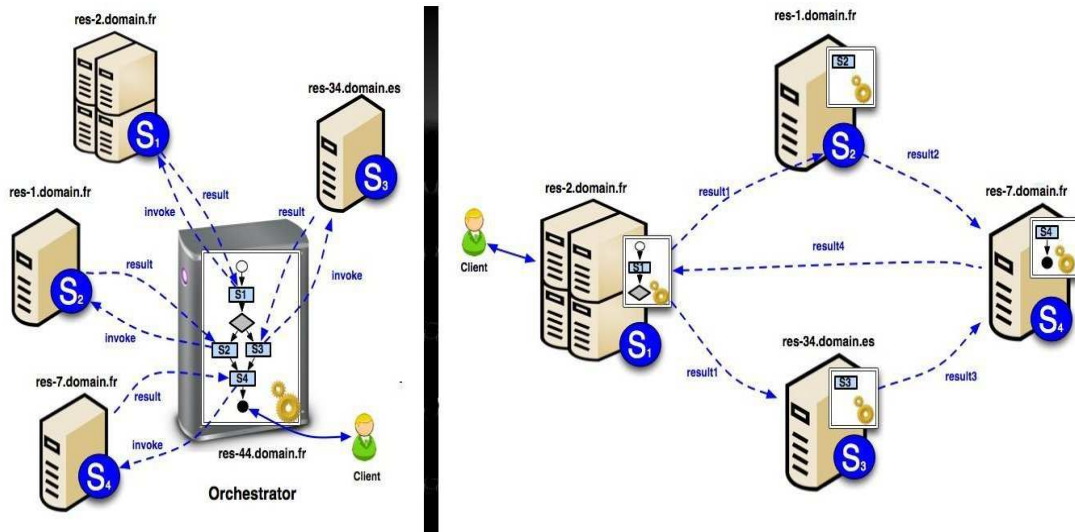 res-2.domain.fr
S1
res-34.domain.es
S3
result
invoke
result
invoke
res-1.domain.fr
S2
result
invoke
S1
S2
S3
S4
res-7.domain.fr
S4
result
invoke
res-44.domain.fr
Client
Orchestrator
res-1.domain.fr
S2
S2
result1
result2
res-2.domain.fr
Client
S1
S1
result4
res-7.domain.fr
S4
S4
result1
res-34.domain.es
S3
S3
result3